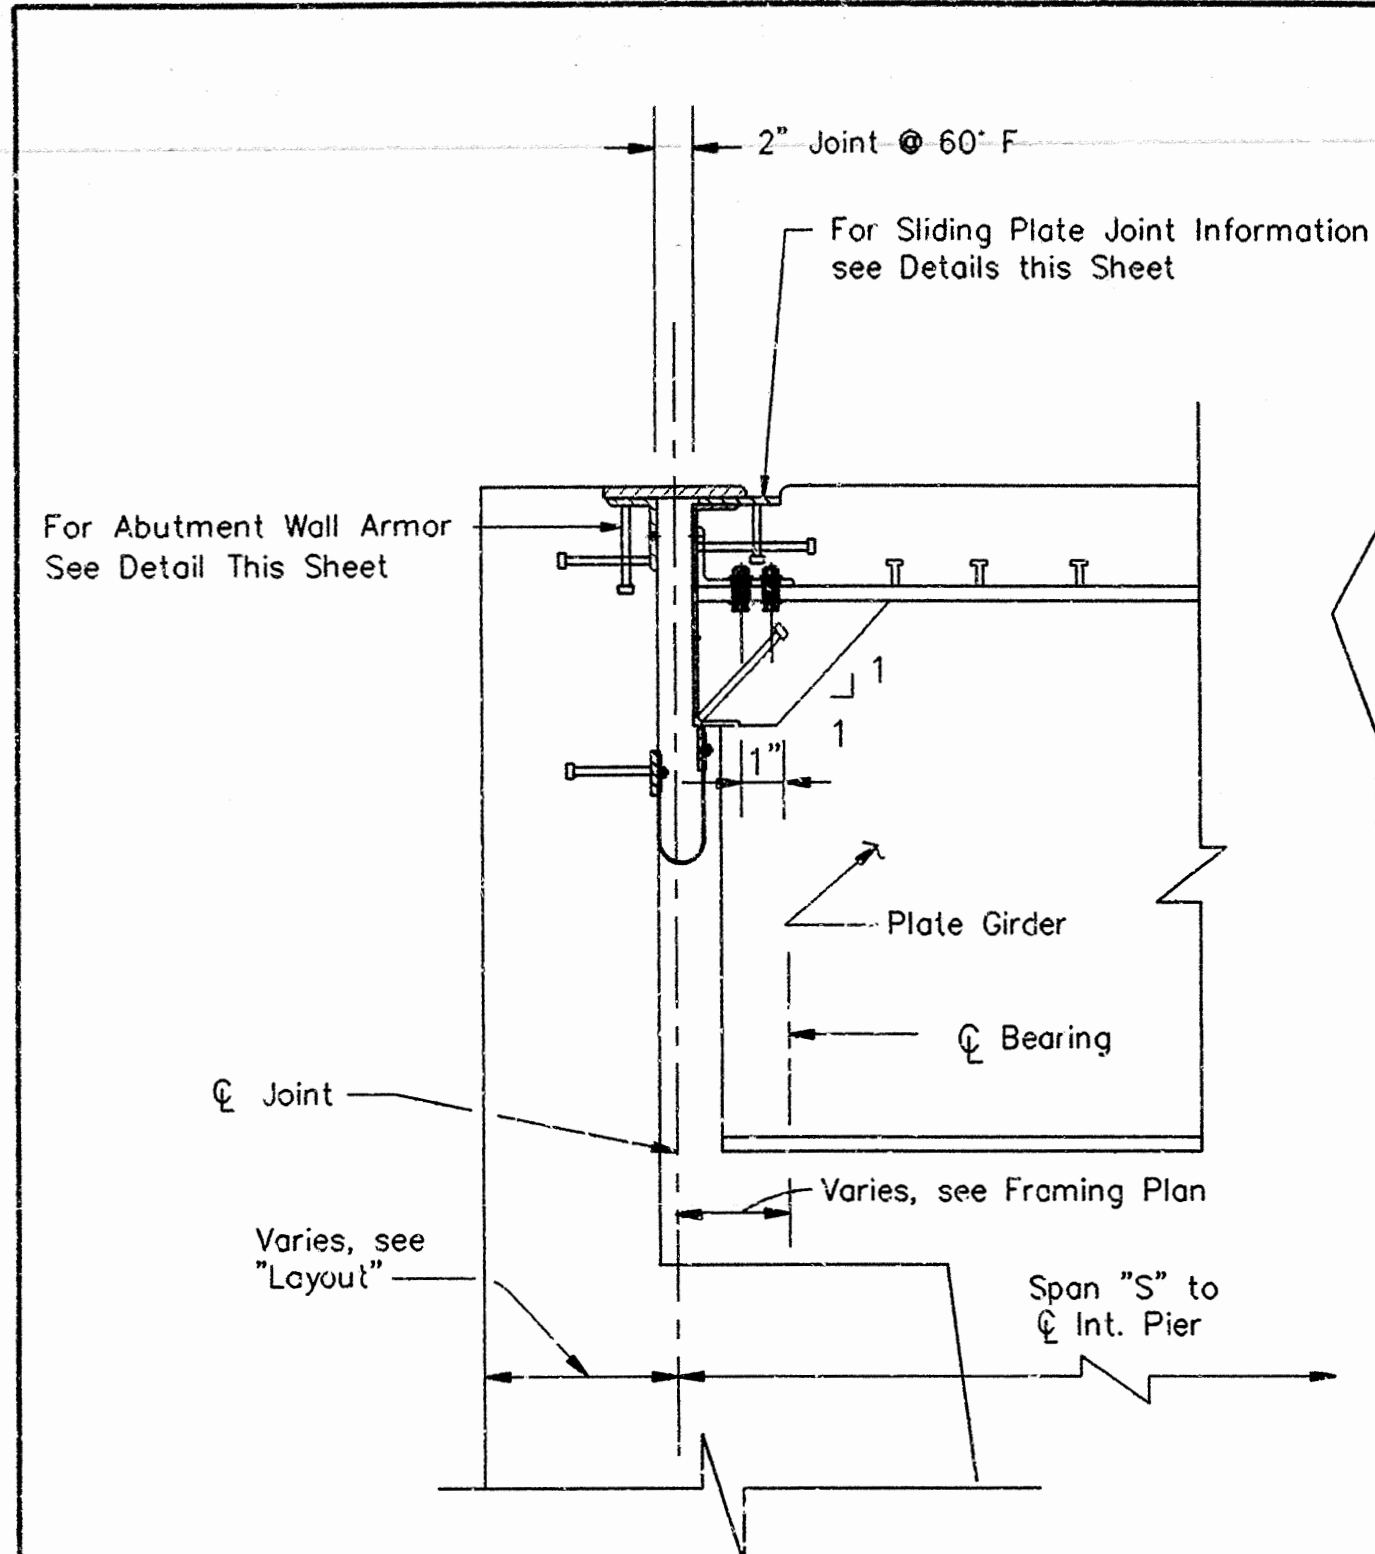 2" Joint @ 60° F
For Sliding Plate Joint Information
see Details this Sheet
For Abutment Wall Armor
See Detail This Sheet
1
1
1"
Plate Girder
℄ Bearing
℄ Joint
Varies, see Framing Plan
Varies, see
"Layout"
Span "S" to
℄ Int. Pier